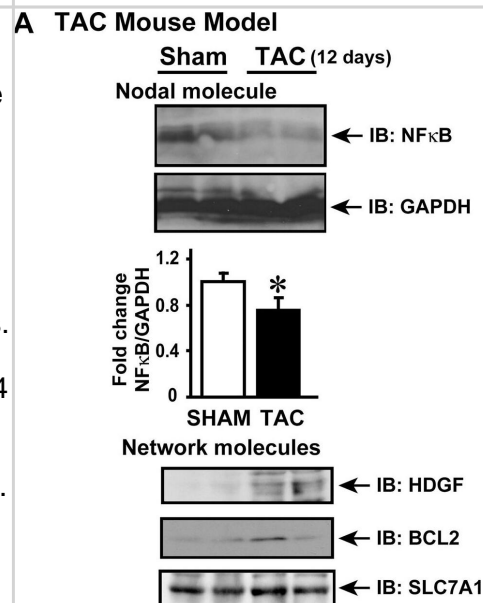 A TAC Mouse Model
Sham TAC (12 days)
Nodal molecule
IB: NFκB
IB: GAPDH
Fold change
NFκB/GAPDH
1.2
0.8
0.4
0
*
SHAM TAC
Network molecules
IB: HDGF
IB: BCL2
IB: SLC7A1
4